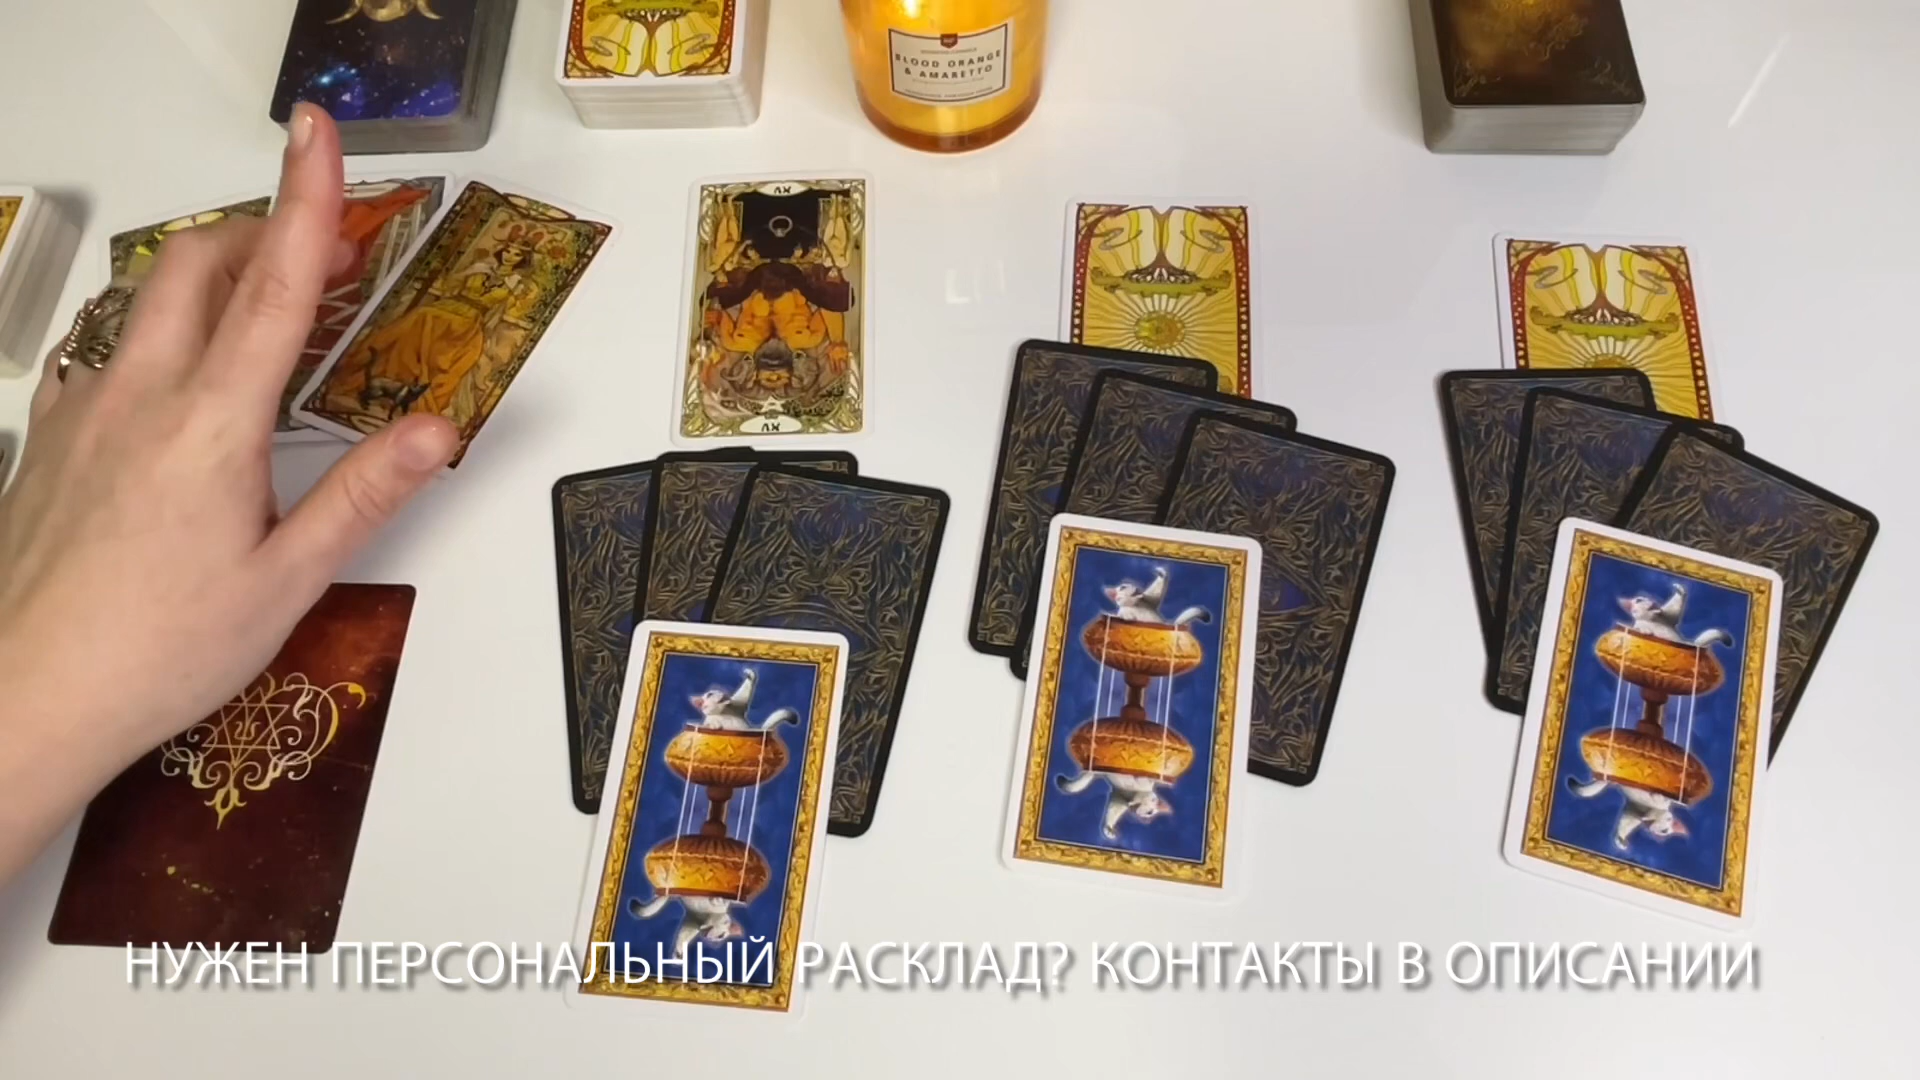 BLOOD ORANGE
& AMARETTO
XV
XV
НУЖЕН ПЕРСОНАЛЬНЫЙ РАСКЛАД? КОНТАКТЫ В ОПИСАНИИ